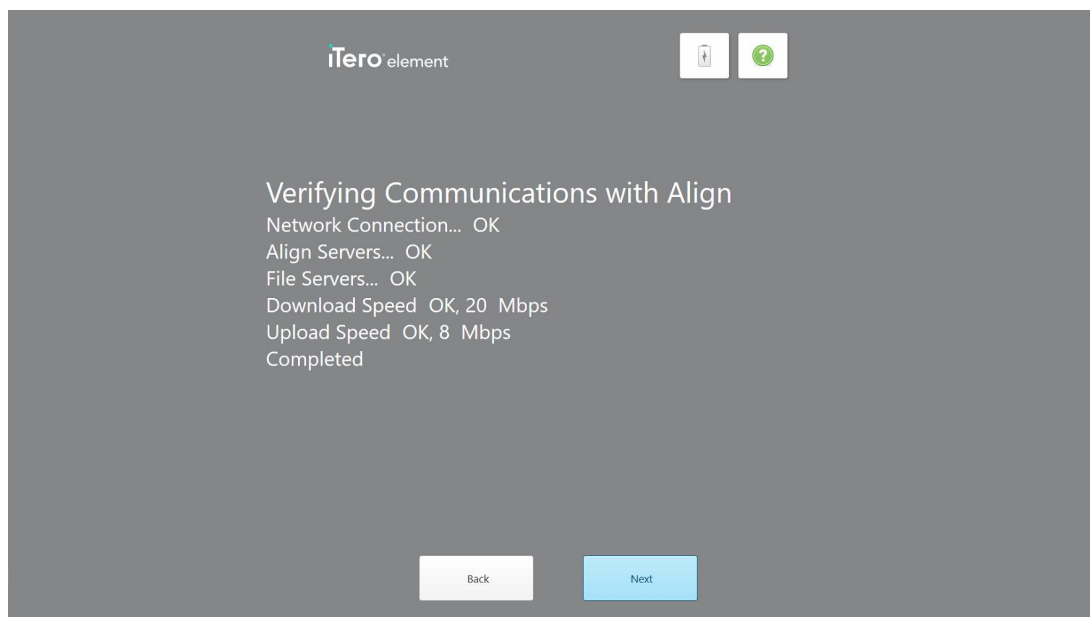 iTero element
?
Verifying Communications with Align
Network Connection... OK
Align Servers... OK
File Servers... OK
Download Speed OK, 20 Mbps
Upload Speed OK, 8 Mbps
Completed
Back
Next